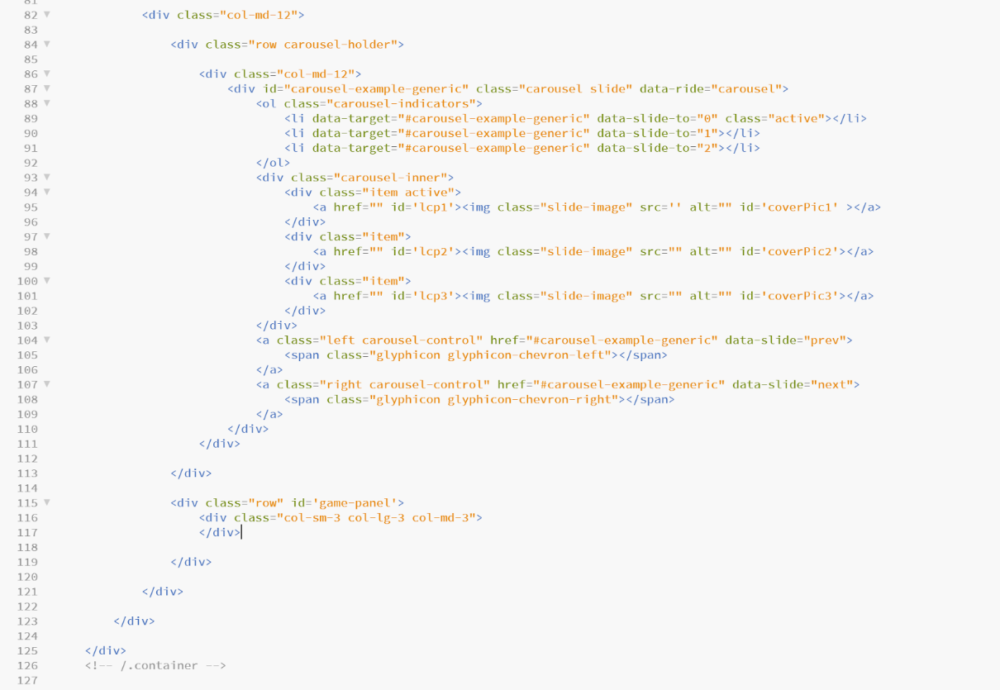 81
82 ▼ <div class="col-md-12">
83
84 ▼ <div class="row carousel-holder">
85
86 ▼ <div class="col-md-12">
87 ▼ <div id="carousel-example-generic" class="carousel slide" data-ride="carousel">
88 ▼ <ol class="carousel-indicators">
89 <li data-target="#carousel-example-generic" data-slide-to="0" class="active"></li>
90 <li data-target="#carousel-example-generic" data-slide-to="1"></li>
91 <li data-target="#carousel-example-generic" data-slide-to="2"></li>
92 </ol>
93 ▼ <div class="carousel-inner">
94 ▼ <div class="item active">
95 <a href="" id='lcp1'><img class="slide-image" src='' alt="" id='coverPic1' ></a>
96 </div>
97 ▼ <div class="item">
98 <a href="" id='lcp2'><img class="slide-image" src="" alt="" id='coverPic2'></a>
99 </div>
100 ▼ <div class="item">
101 <a href="" id='lcp3'><img class="slide-image" src="" alt="" id='coverPic3'></a>
102 </div>
103 </div>
104 ▼ <a class="left carousel-control" href="#carousel-example-generic" data-slide="prev">
105 <span class="glyphicon glyphicon-chevron-left"></span>
106 </a>
107 ▼ <a class="right carousel-control" href="#carousel-example-generic" data-slide="next">
108 <span class="glyphicon glyphicon-chevron-right"></span>
109 </a>
110 </div>
111 </div>
112
113 </div>
114
115 ▼ <div class="row" id='game-panel'>
116 <div class="col-sm-3 col-lg-3 col-md-3">
117 </div>
118
119 </div>
120
121 </div>
122
123 </div>
124
125 </div>
126 <!-- /.container -->
127